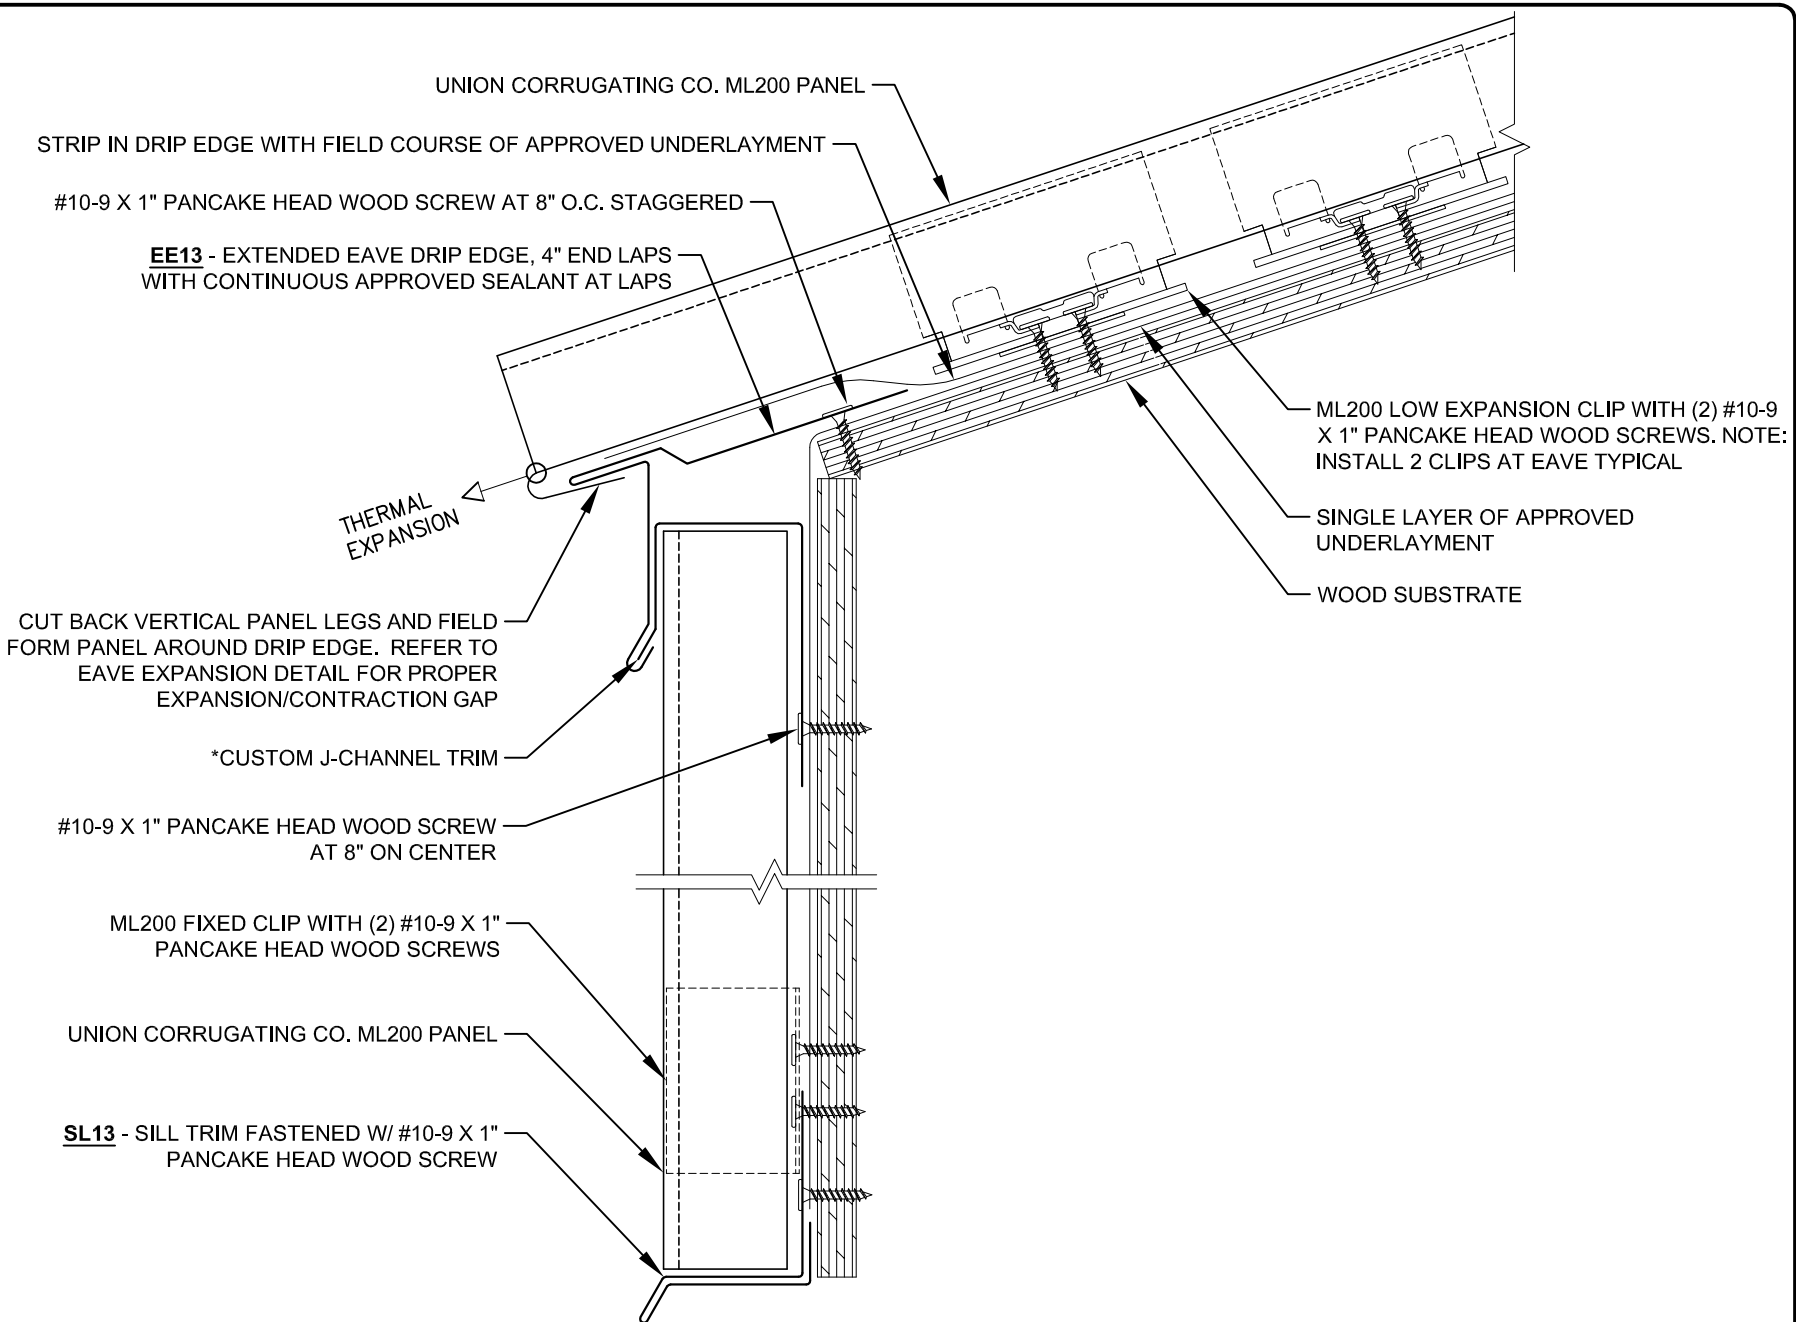 UNION CORRUGATING CO. ML200 PANEL
STRIP IN DRIP EDGE WITH FIELD COURSE OF APPROVED UNDERLAYMENT
#10-9 X 1" PANCAKE HEAD WOOD SCREW AT 8" O.C. STAGGERED
EE13 - EXTENDED EAVE DRIP EDGE, 4" END LAPS
WITH CONTINUOUS APPROVED SEALANT AT LAPS
ML200 LOW EXPANSION CLIP WITH (2) #10-9
X 1" PANCAKE HEAD WOOD SCREWS. NOTE:
INSTALL 2 CLIPS AT EAVE TYPICAL
THERMAL
EXPANSION
SINGLE LAYER OF APPROVED
UNDERLAYMENT
WOOD SUBSTRATE
CUT BACK VERTICAL PANEL LEGS AND FIELD
FORM PANEL AROUND DRIP EDGE. REFER TO
EAVE EXPANSION DETAIL FOR PROPER
EXPANSION/CONTRACTION GAP
*CUSTOM J-CHANNEL TRIM
#10-9 X 1" PANCAKE HEAD WOOD SCREW
AT 8" ON CENTER
ML200 FIXED CLIP WITH (2) #10-9 X 1"
PANCAKE HEAD WOOD SCREWS
UNION CORRUGATING CO. ML200 PANEL
SL13 - SILL TRIM FASTENED W/ #10-9 X 1"
PANCAKE HEAD WOOD SCREW